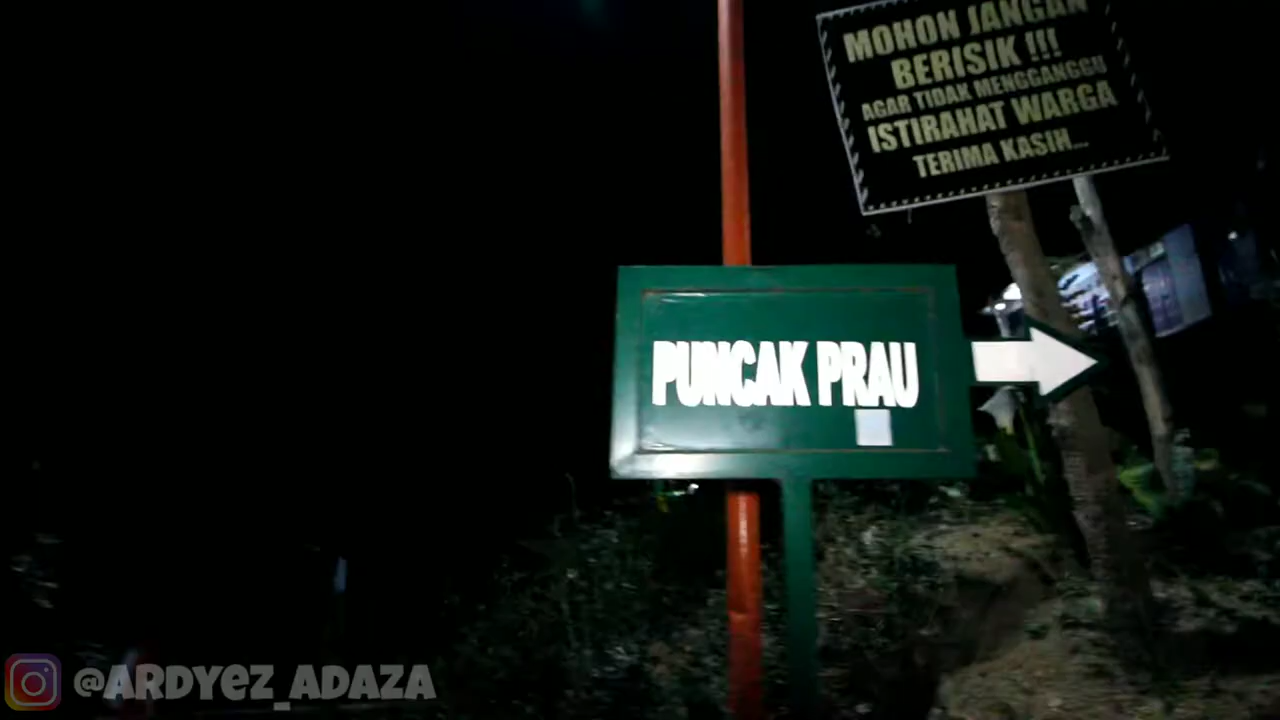 MOHON JANGAN
BERISIK !!!
AGAR TIDAK MENGGANGGU
ISTIRAHAT WARGA
TERIMA KASIH...
PUNCAK PRAU
@ARDYEZ_ADAZA